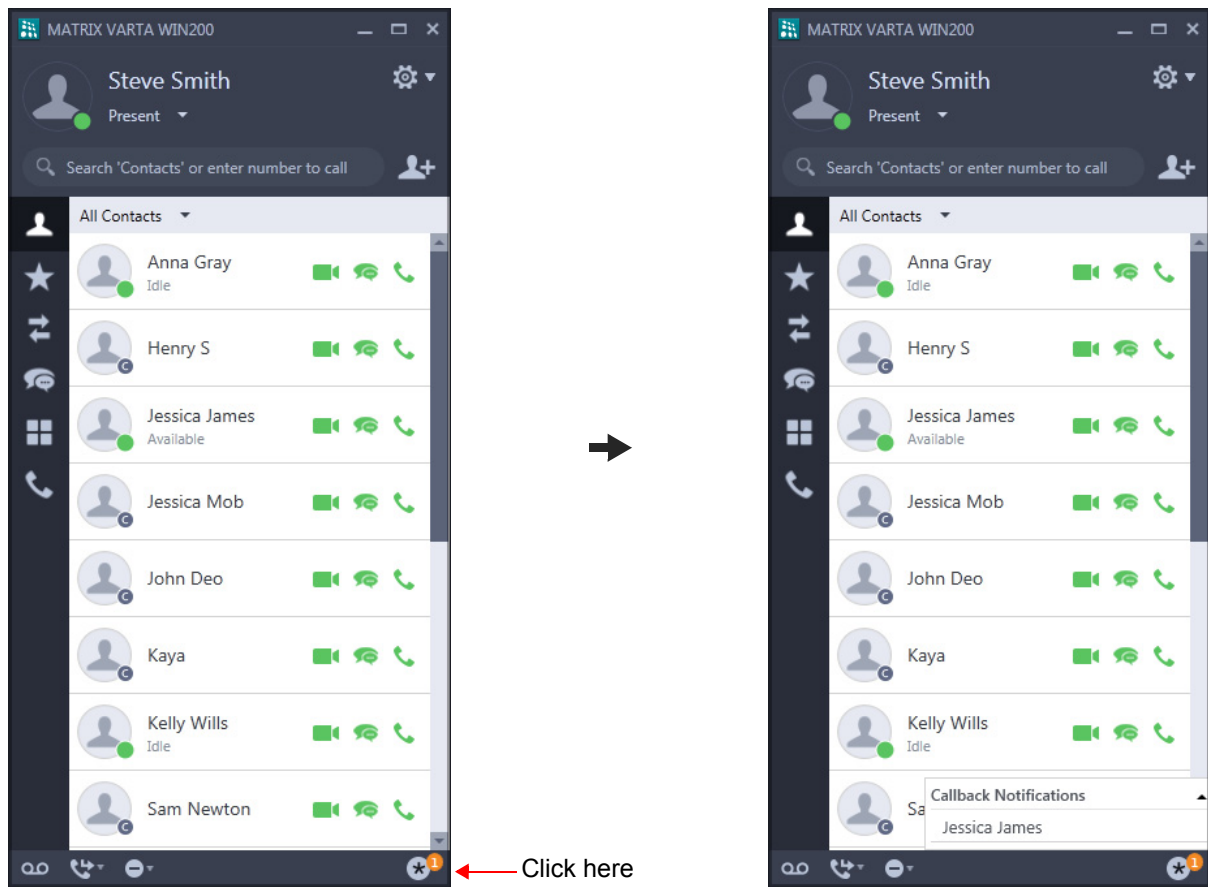 MATRIX VARTA WIN200
Steve Smith
Present
Search 'Contacts' or enter number to call
All Contacts
Anna Gray
Idle
Henry S
C
Jessica James
Available
Jessica Mob
C
John Deo
C
Kaya
C
Kelly Wills
Idle
Sam Newton
C
1
Click here
MATRIX VARTA WIN200
Steve Smith
Present
Search 'Contacts' or enter number to call
All Contacts
Anna Gray
Idle
Henry S
C
Jessica James
Available
Jessica Mob
C
John Deo
C
Kaya
C
Kelly Wills
Idle
Sa
C
Callback Notifications
Jessica James
1